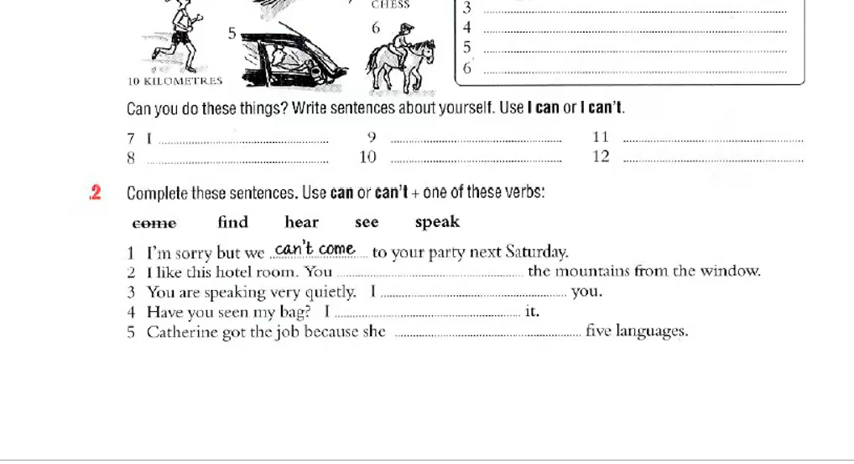 CHESS
3
5
6
4
5
6
10 KILOMETRES
Can you do these things? Write sentences about yourself. Use I can or I can't.
7 I
9
11
8
10
12
.2 Complete these sentences. Use can or can't + one of these verbs:
come find hear see speak
1 I'm sorry but we can't come to your party next Saturday.
2 I like this hotel room. You the mountains from the window.
3 You are speaking very quietly. I you.
4 Have you seen my bag? I it.
5 Catherine got the job because she five languages.